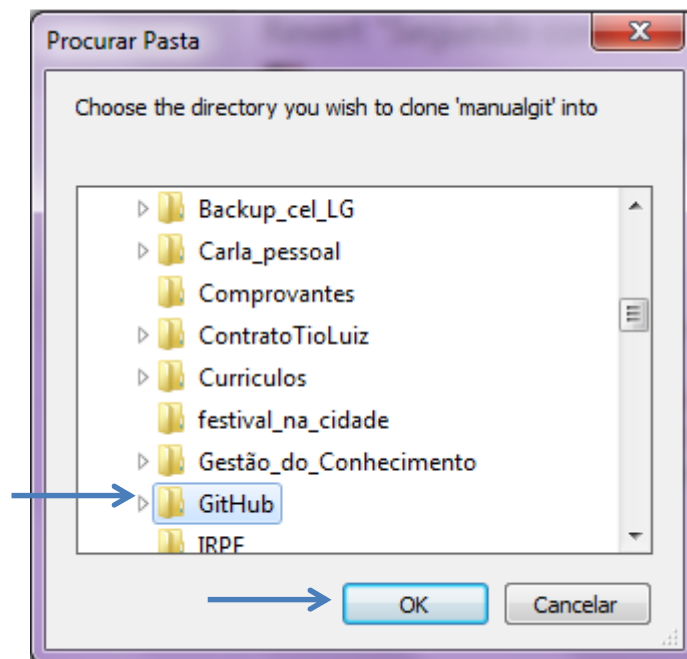 Procurar Pasta
Choose the directory you wish to clone 'manualgit' into
Backup_cel_LG
Carla_pessoal
Comprovantes
ContratoTioLuiz
Curriculos
festival_na_cidade
Gestão_do_Conhecimento
GitHub
IRPF
OK
Cancelar